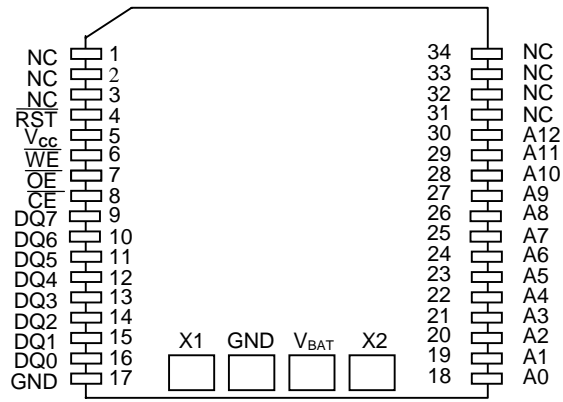 NC 1 34 NC
NC 2 33 NC
NC 3 32 NC
RST 4 31 NC
Vcc 5 30 A12
WE 6 29 A11
OE 7 28 A10
CE 8 27 A9
DQ7 9 26 A8
DQ6 10 25 A7
DQ5 11 24 A6
DQ4 12 23 A5
DQ3 13 22 A4
DQ2 14 21 A3
DQ1 15 20 A2
DQ0 16 19 A1
GND 17 18 A0
X1 GND VBAT X2